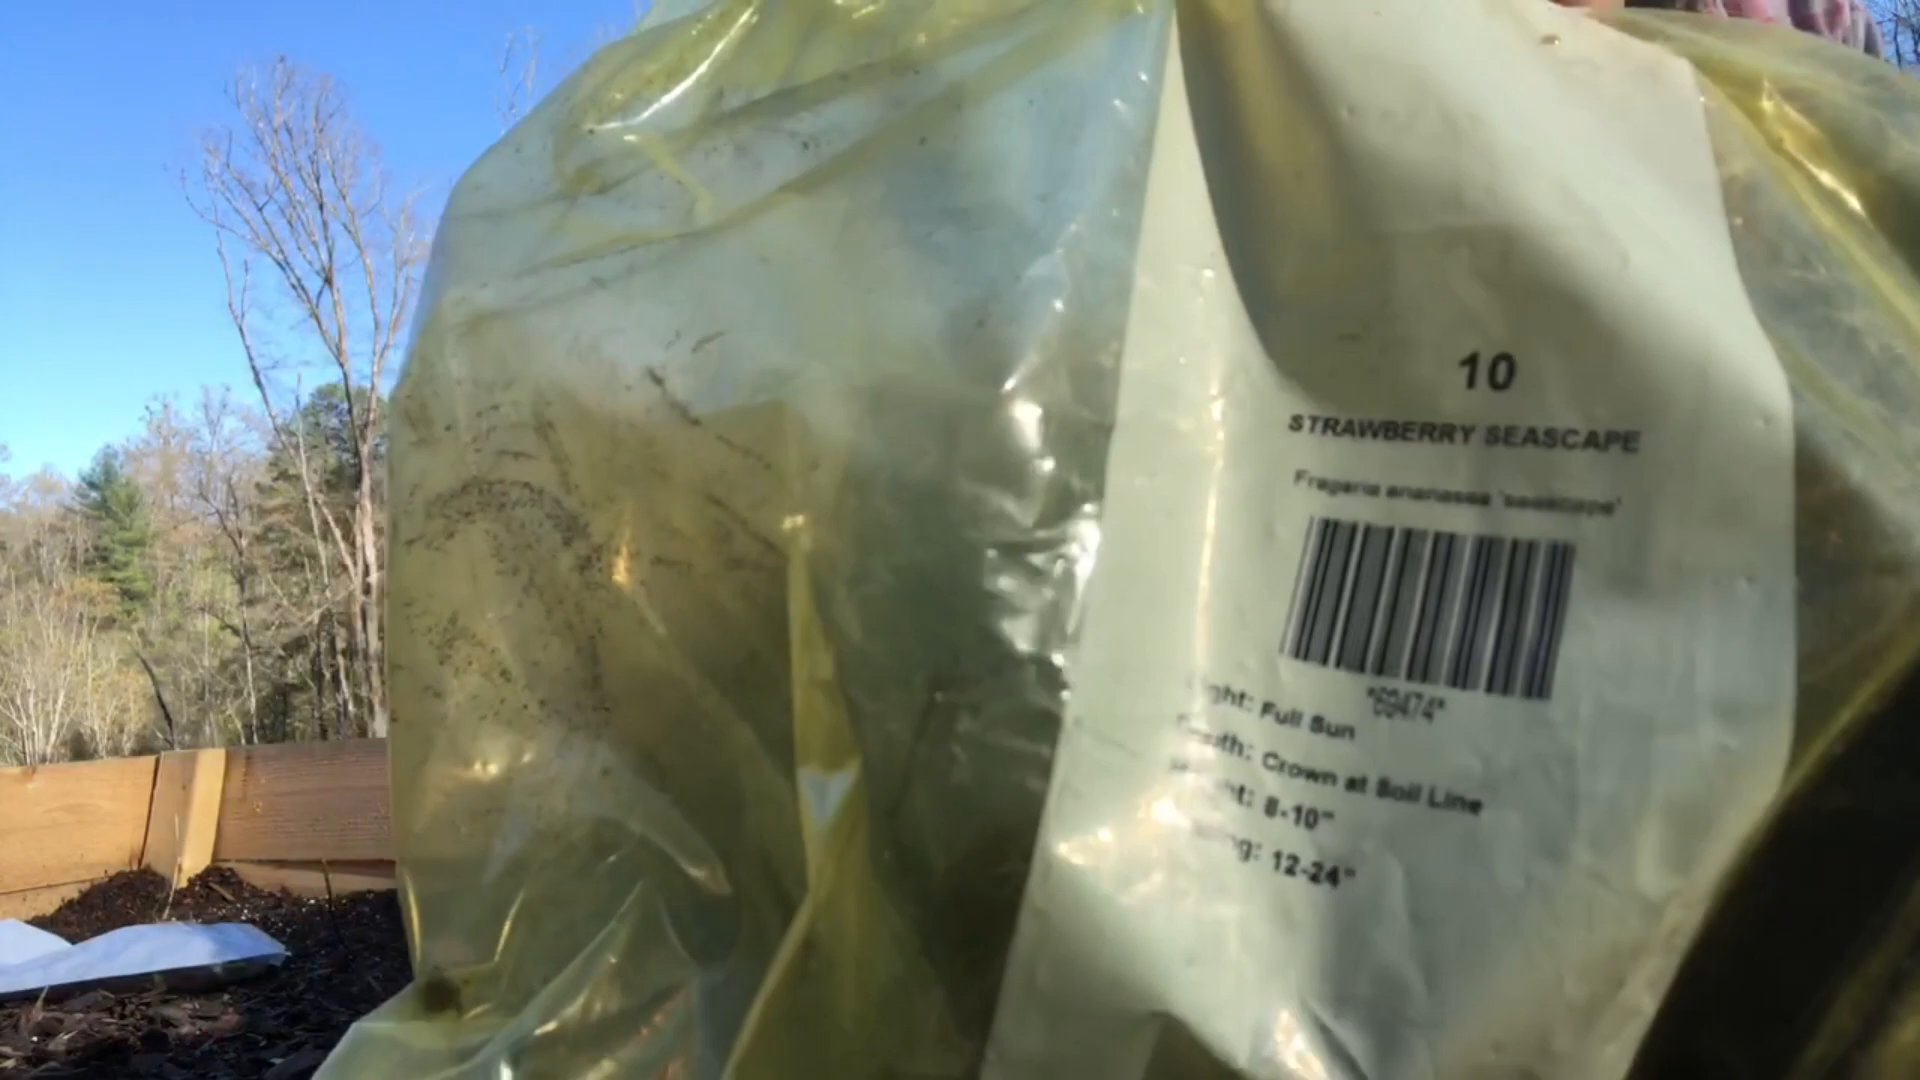 10
STRAWBERRY SEASCAPE
Fragaria ananassa 'seascape'
*69474*
Full Sun
Crown at Soil Line
8-10"
12-24"